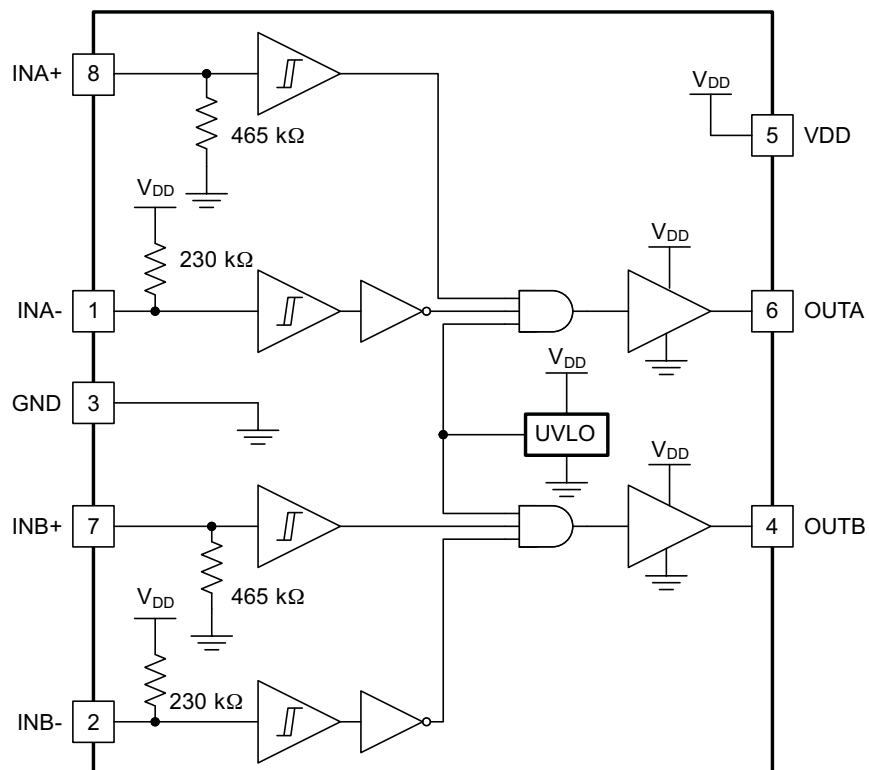 INA+ 8
465 kΩ
VDD
5 VDD
VDD
230 kΩ
VDD
INA- 1
6 OUTA
VDD
GND 3
UVLO
VDD
INB+ 7
4 OUTB
465 kΩ
VDD
230 kΩ
INB- 2